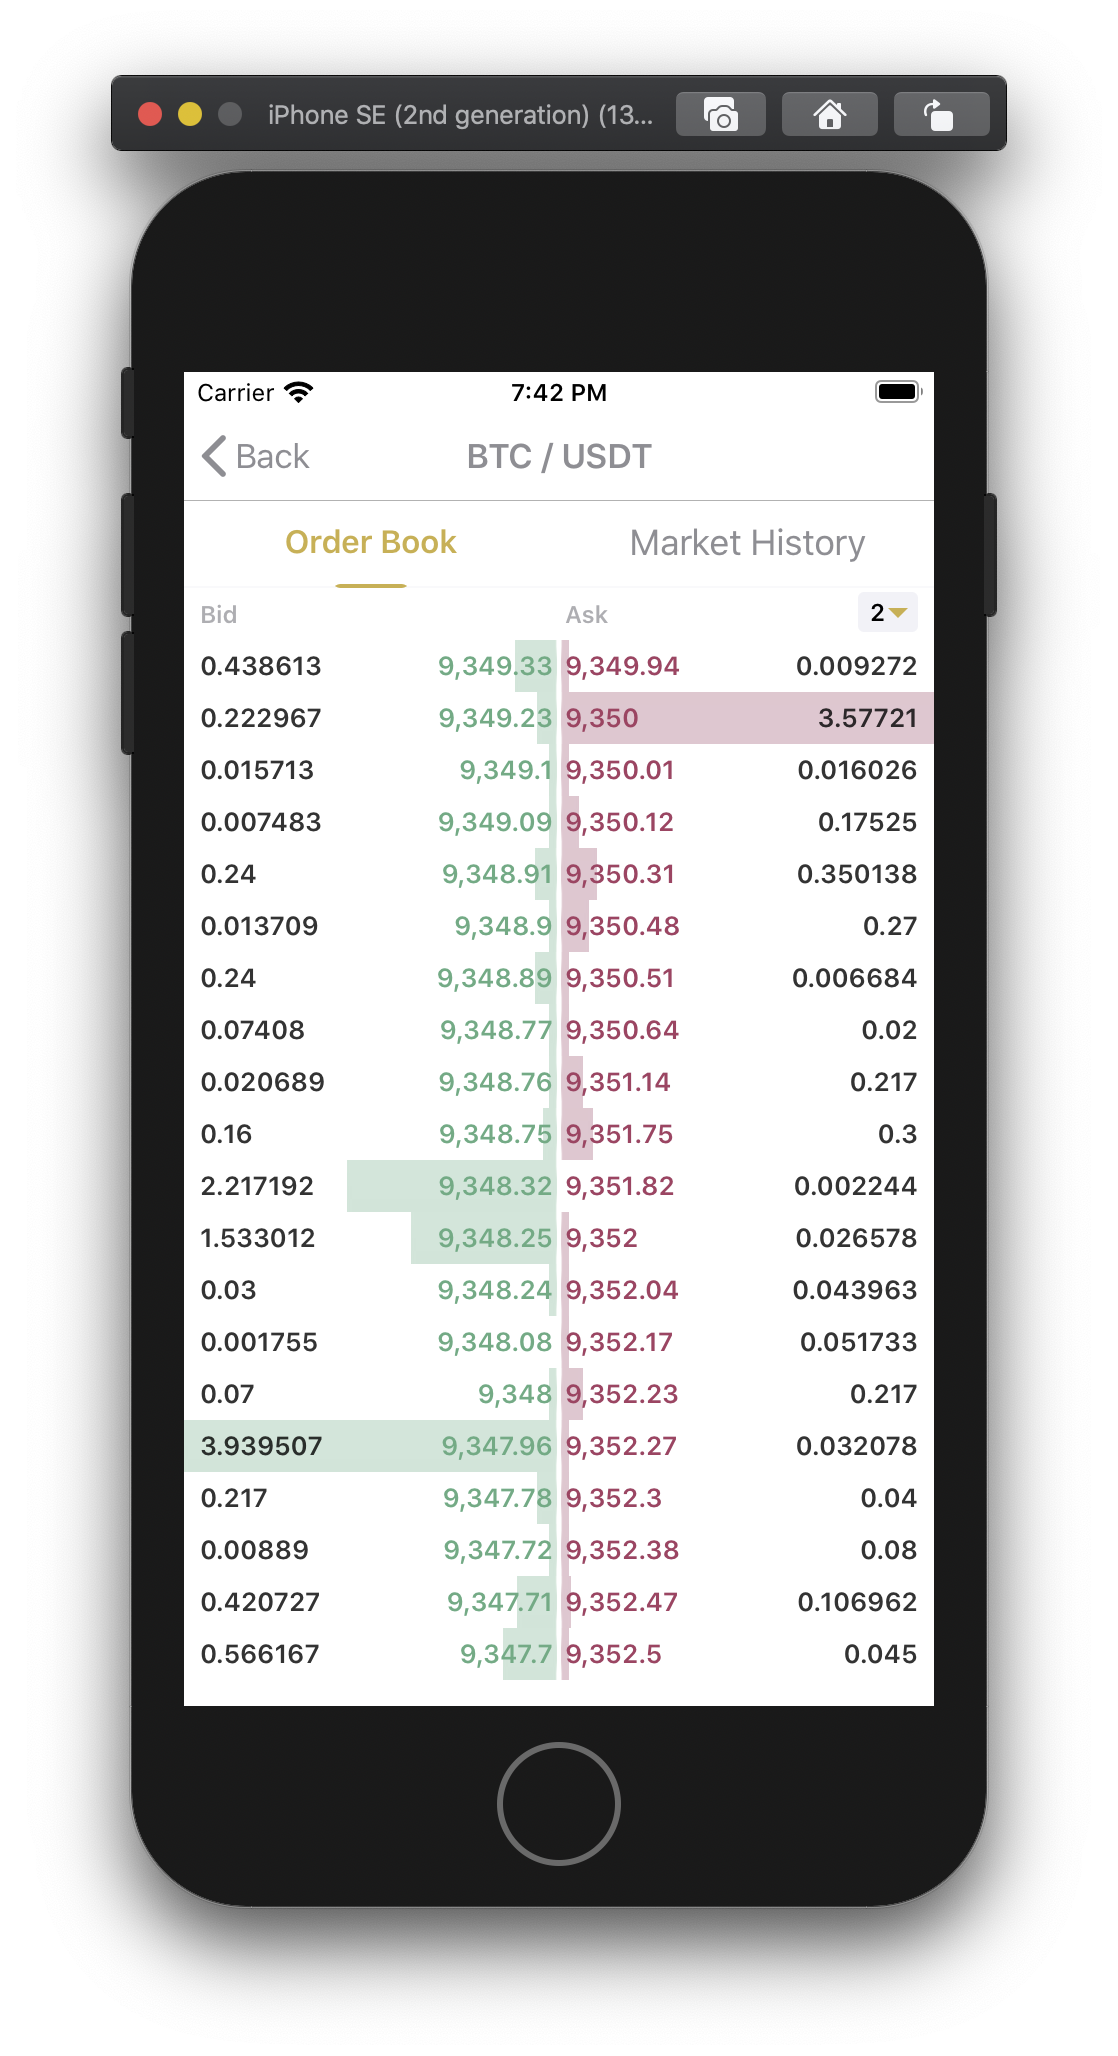 iPhone SE (2nd generation) (13...
Carrier 7:42 PM
Back BTC / USDT
Order Book Market History
Bid Ask 2
0.438613 9,349.33 9,349.94 0.009272
0.222967 9,349.23 9,350 3.57721
0.015713 9,349.1 9,350.01 0.016026
0.007483 9,349.09 9,350.12 0.17525
0.24 9,348.91 9,350.31 0.350138
0.013709 9,348.9 9,350.48 0.27
0.24 9,348.89 9,350.51 0.006684
0.07408 9,348.77 9,350.64 0.02
0.020689 9,348.76 9,351.14 0.217
0.16 9,348.75 9,351.75 0.3
2.217192 9,348.32 9,351.82 0.002244
1.533012 9,348.25 9,352 0.026578
0.03 9,348.24 9,352.04 0.043963
0.001755 9,348.08 9,352.17 0.051733
0.07 9,348 9,352.23 0.217
3.939507 9,347.96 9,352.27 0.032078
0.217 9,347.78 9,352.3 0.04
0.00889 9,347.72 9,352.38 0.08
0.420727 9,347.71 9,352.47 0.106962
0.566167 9,347.7 9,352.5 0.045